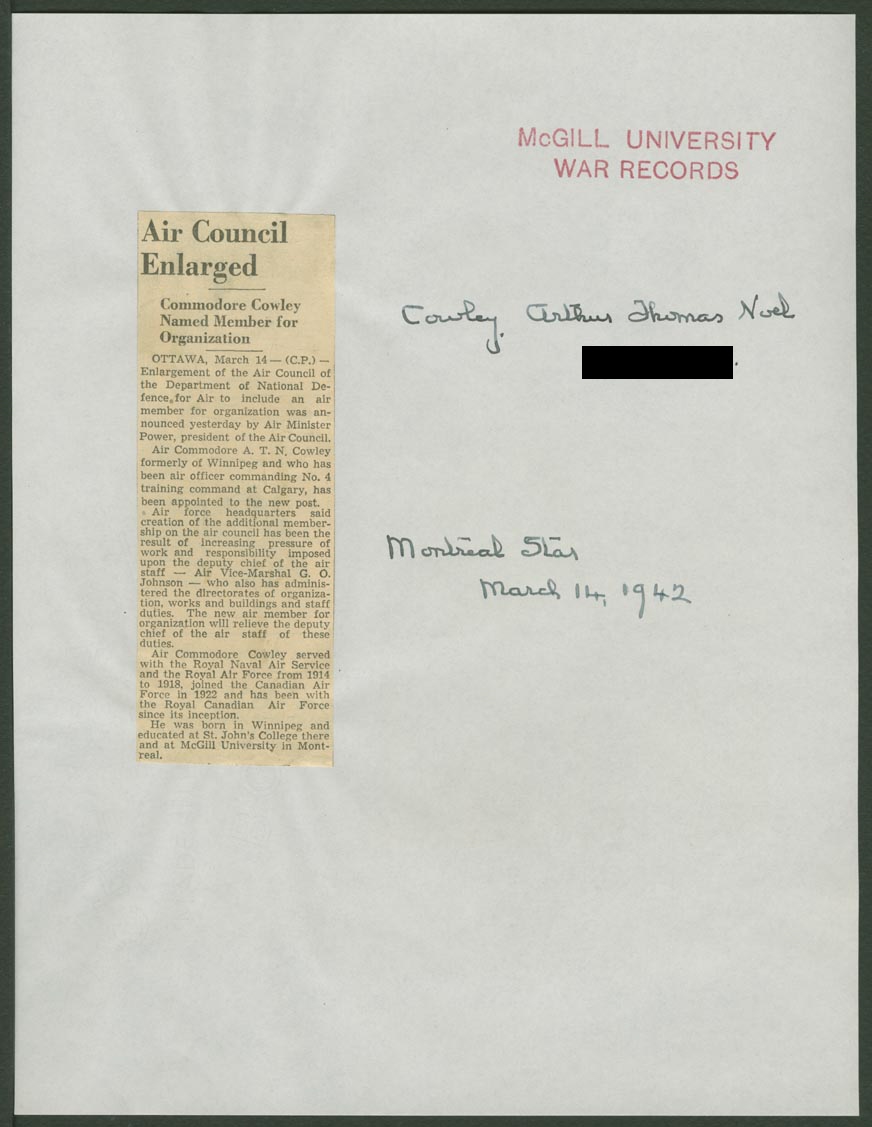 McGILL UNIVERSITY
WAR RECORDS
Air Council
Enlarged
Commodore Cowley
Named Member for
Organization
OTTAWA, March 14 — (C.P.) —
Enlargement of the Air Council of
the Department of National De-
fence for Air to include an air
member for organization was an-
nounced yesterday by Air Minister
Power, president of the Air Council.
Air Commodore A. T. N. Cowley
formerly of Winnipeg and who has
been air officer commanding No. 4
training command at Calgary, has
been appointed to the new post.
Air force headquarters said
creation of the additional member-
ship on the air council has been the
result of increasing pressure of
work and responsibility imposed
upon the deputy chief of the air
staff — Air Vice-Marshal G. O.
Johnson — who also has adminis-
tered the directorates of organiza-
tion, works and buildings and staff
duties. The new air member for
organization will relieve the deputy
chief of the air staff of these
duties.
Air Commodore Cowley served
with the Royal Naval Air Service
and the Royal Air Force from 1914
to 1918, joined the Canadian Air
Force in 1922 and has been with
the Royal Canadian Air Force
since its inception.
He was born in Winnipeg and
educated at St. John's College there
and at McGill University in Mont-
real.
Cowley, Arthur Thomas Noel
Montreal Star
March 14, 1942